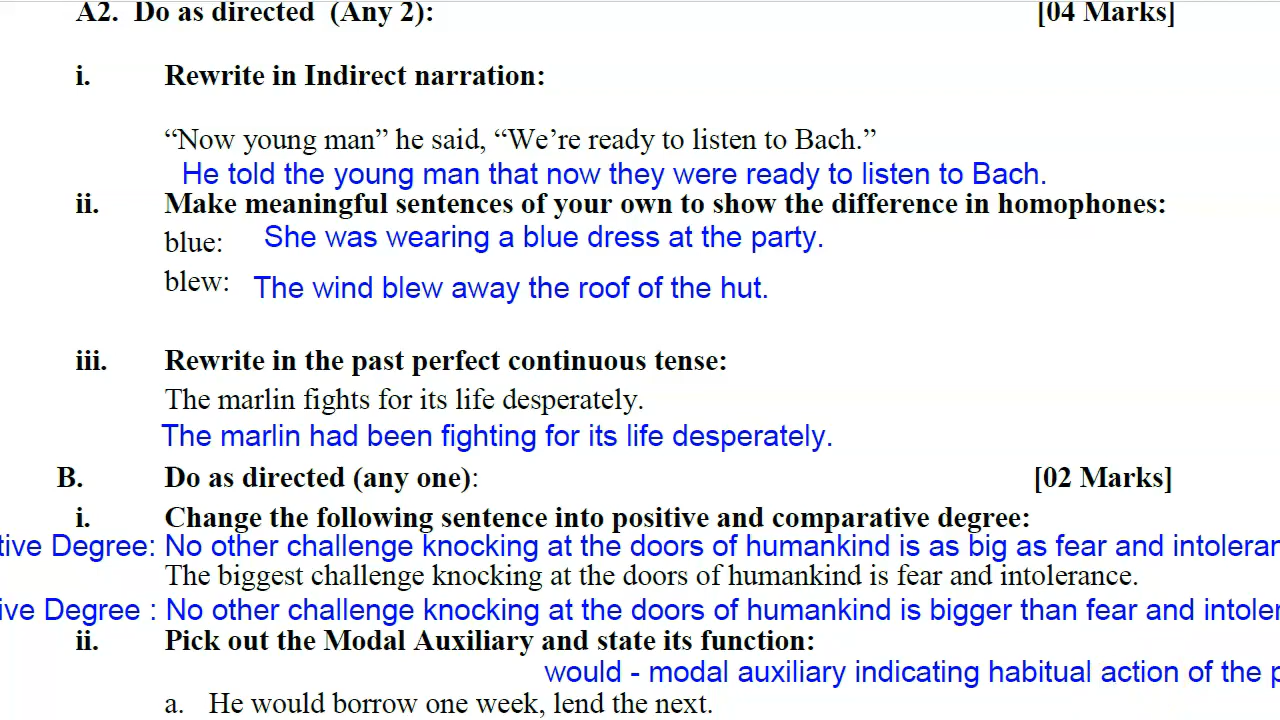 A2. Do as directed (Any 2): [04 Marks]
i. Rewrite in Indirect narration:
“Now young man” he said, “We’re ready to listen to Bach.”
He told the young man that now they were ready to listen to Bach.
ii. Make meaningful sentences of your own to show the difference in homophones:
blue: She was wearing a blue dress at the party.
blew: The wind blew away the roof of the hut.
iii. Rewrite in the past perfect continuous tense:
The marlin fights for its life desperately.
The marlin had been fighting for its life desperately.
B. Do as directed (any one): [02 Marks]
i. Change the following sentence into positive and comparative degree:
tive Degree: No other challenge knocking at the doors of humankind is as big as fear and intoleran
The biggest challenge knocking at the doors of humankind is fear and intolerance.
ive Degree : No other challenge knocking at the doors of humankind is bigger than fear and intoler
ii. Pick out the Modal Auxiliary and state its function:
would - modal auxiliary indicating habitual action of the p
a. He would borrow one week, lend the next.